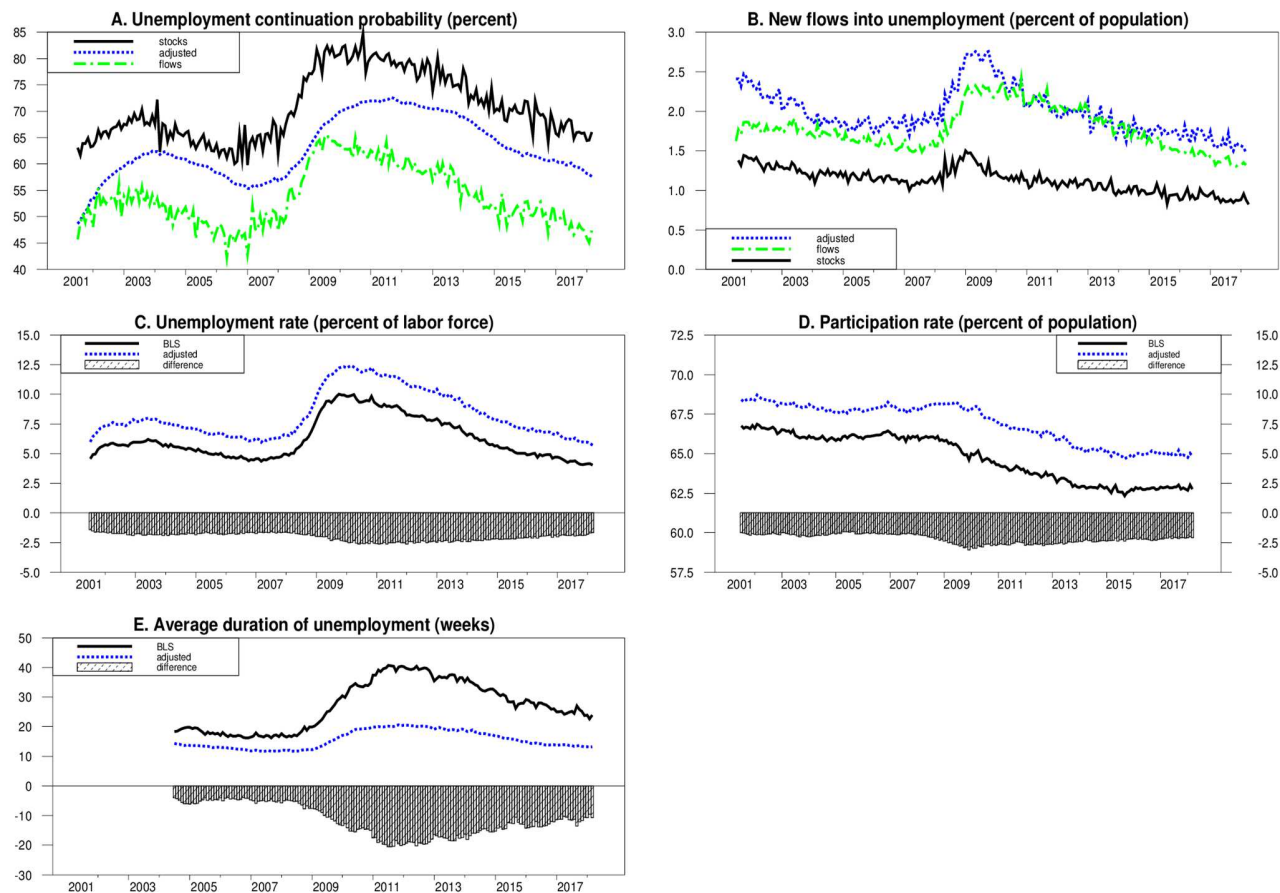 A. Unemployment continuation probability (percent)
85
80
75
70
65
60
55
50
45
40
stocks
adjusted
flows
2001 2003 2005 2007 2009 2011 2013 2015 2017
B. New flows into unemployment (percent of population)
3.0
2.5
2.0
1.5
1.0
0.5
0.0
adjusted
flows
stocks
2001 2003 2005 2007 2009 2011 2013 2015 2017
C. Unemployment rate (percent of labor force)
15.0
12.5
10.0
7.5
5.0
2.5
0.0
-2.5
-5.0
BLS
adjusted
difference
2001 2003 2005 2007 2009 2011 2013 2015 2017
D. Participation rate (percent of population)
72.5
70.0
67.5
65.0
62.5
60.0
57.5
BLS
adjusted
difference
15.0
12.5
10.0
7.5
5.0
2.5
0.0
-2.5
-5.0
2001 2003 2005 2007 2009 2011 2013 2015 2017
E. Average duration of unemployment (weeks)
50
40
30
20
10
0
-10
-20
-30
BLS
adjusted
difference
2001 2003 2005 2007 2009 2011 2013 2015 2017